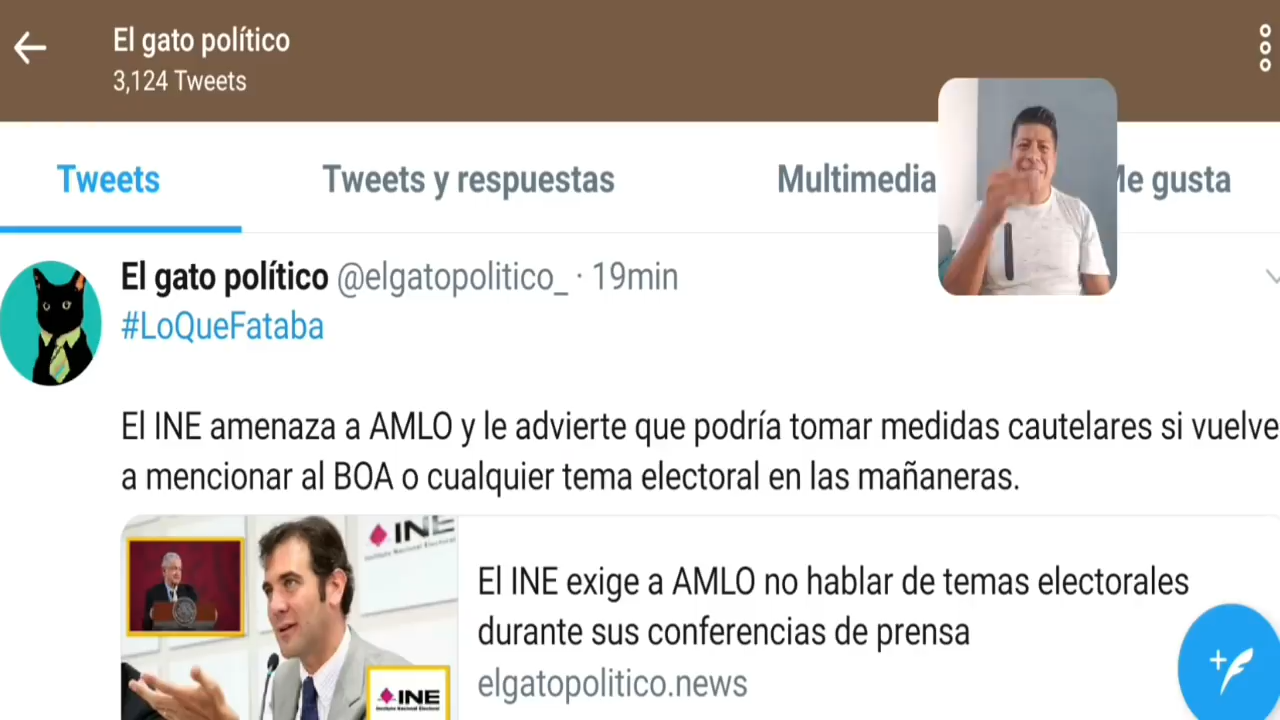 El gato político
3,124 Tweets
Tweets
Tweets y respuestas
Multimedia
Me gusta
El gato político @elgatopolitico_ · 19min
#LoQueFataba
El INE amenaza a AMLO y le advierte que podría tomar medidas cautelares si vuelve
a mencionar al BOA o cualquier tema electoral en las mañaneras.
INE
Instituto Nacional Electoral
El INE exige a AMLO no hablar de temas electorales
durante sus conferencias de prensa
elgatopolitico.news
INE
Instituto Nacional Electoral